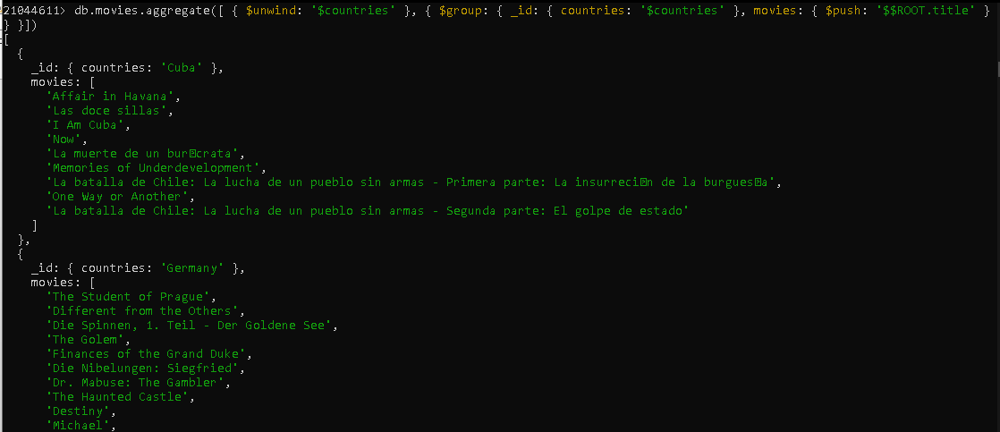 21044611> db.movies.aggregate([ { $unwind: '$countries' }, { $group: { _id: { countries: '$countries' }, movies: { $push: '$$ROOT.title' }
} }])
[
{
_id: { countries: 'Cuba' },
movies: [
'Affair in Havana',
'Las doce sillas',
'I Am Cuba',
'Now',
'La muerte de un bur�crata',
'Memories of Underdevelopment',
'La batalla de Chile: La lucha de un pueblo sin armas - Primera parte: La insurreci�n de la burgues�a',
'One Way or Another',
'La batalla de Chile: La lucha de un pueblo sin armas - Segunda parte: El golpe de estado'
]
},
{
_id: { countries: 'Germany' },
movies: [
'The Student of Prague',
'Different from the Others',
'Die Spinnen, 1. Teil - Der Goldene See',
'The Golem',
'Finances of the Grand Duke',
'Die Nibelungen: Siegfried',
'Dr. Mabuse: The Gambler',
'The Haunted Castle',
'Destiny',
'Michael',